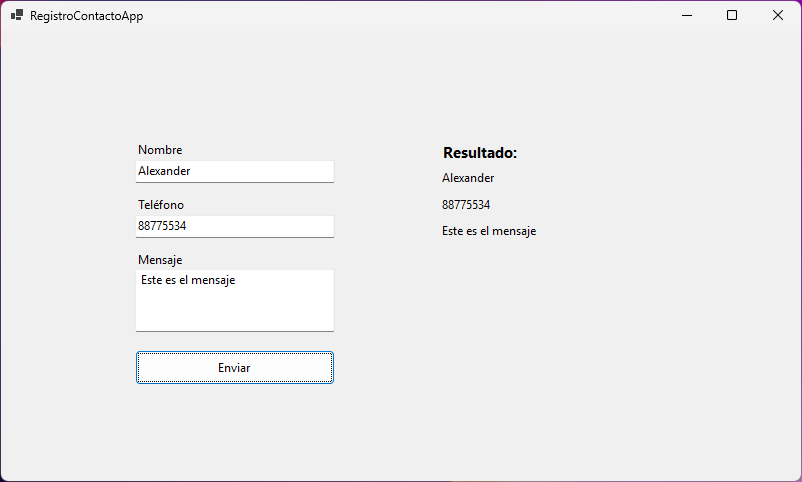 RegistroContactoApp
Nombre
Alexander
Teléfono
88775534
Mensaje
Este es el mensaje
Enviar
Resultado:
Alexander
88775534
Este es el mensaje